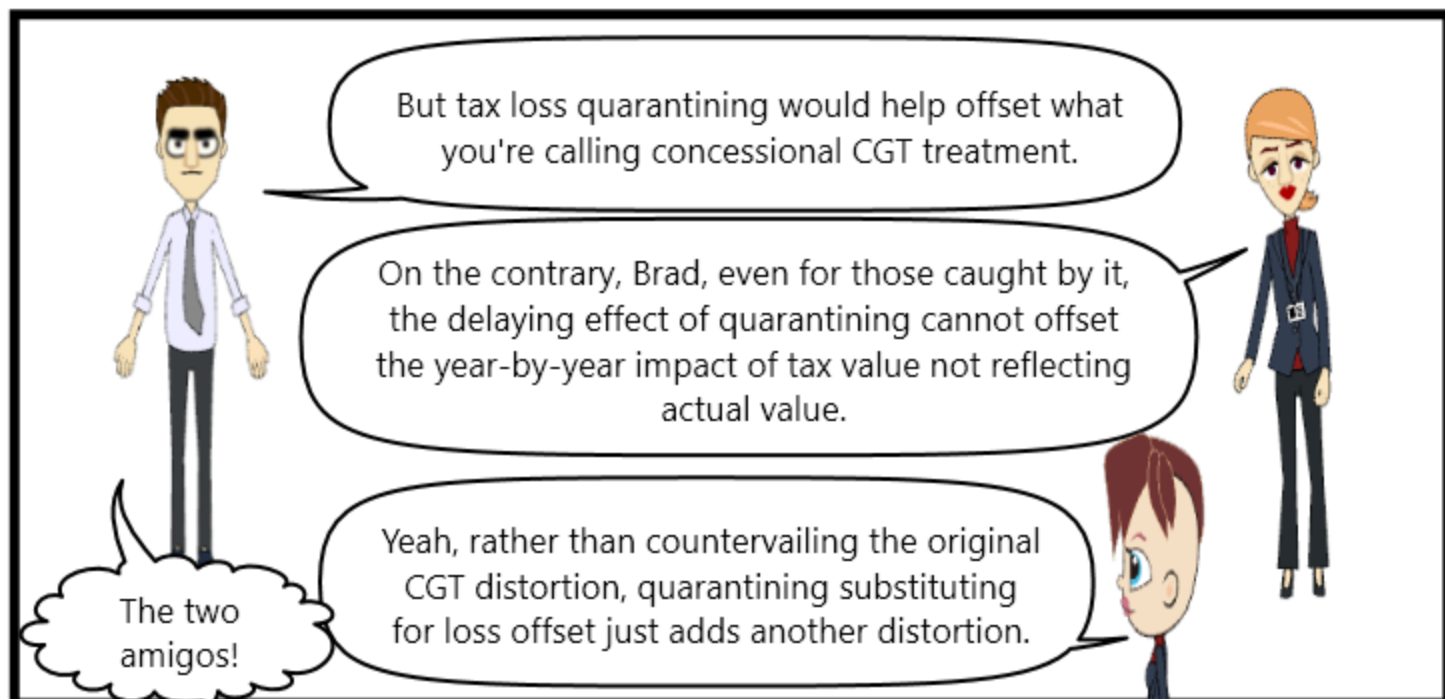 But tax loss quarantining would help offset what
you're calling concessional CGT treatment.
On the contrary, Brad, even for those caught by it,
the delaying effect of quarantining cannot offset
the year-by-year impact of tax value not reflecting
actual value.
Yeah, rather than countervailing the original
CGT distortion, quarantining substituting
for loss offset just adds another distortion.
The two
amigos!